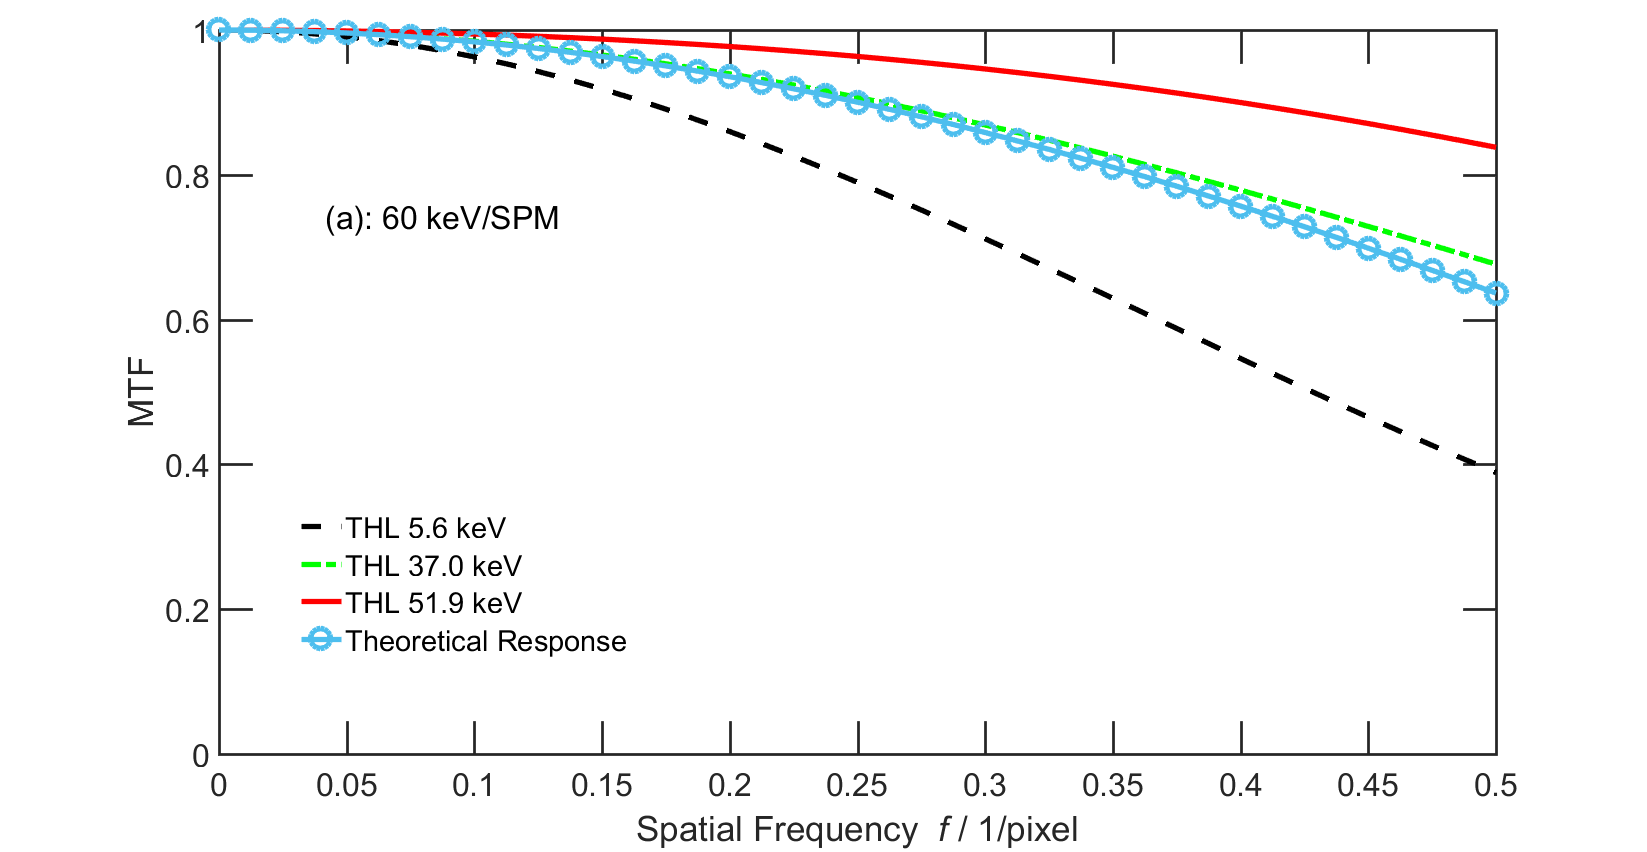 1
0.8
(a): 60 keV/SPM
0.6
MTF
0.4
THL 5.6 keV
THL 37.0 keV
THL 51.9 keV
0.2
Theoretical Response
0
0 0.05 0.1 0.15 0.2 0.25 0.3 0.35 0.4 0.45 0.5
Spatial Frequency f / 1/pixel